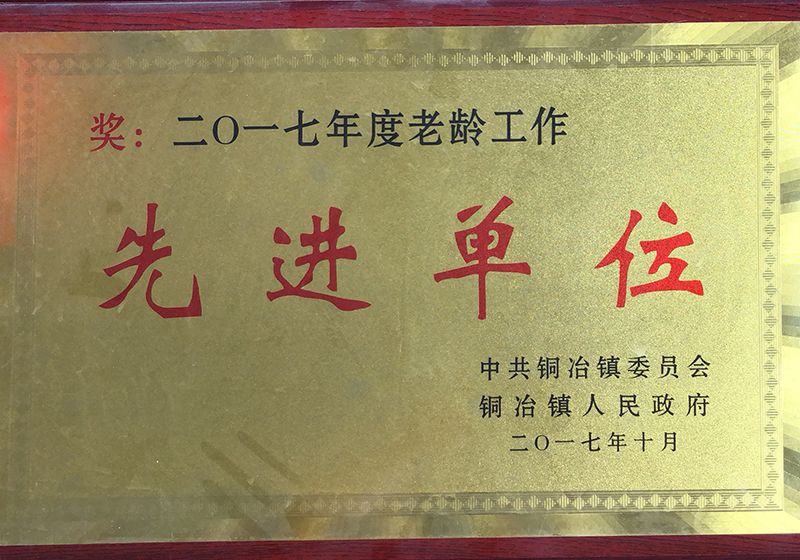 奖：二〇一七年度老龄工作
先进单位
中共铜冶镇委员会
铜冶镇人民政府
二〇一七年十月